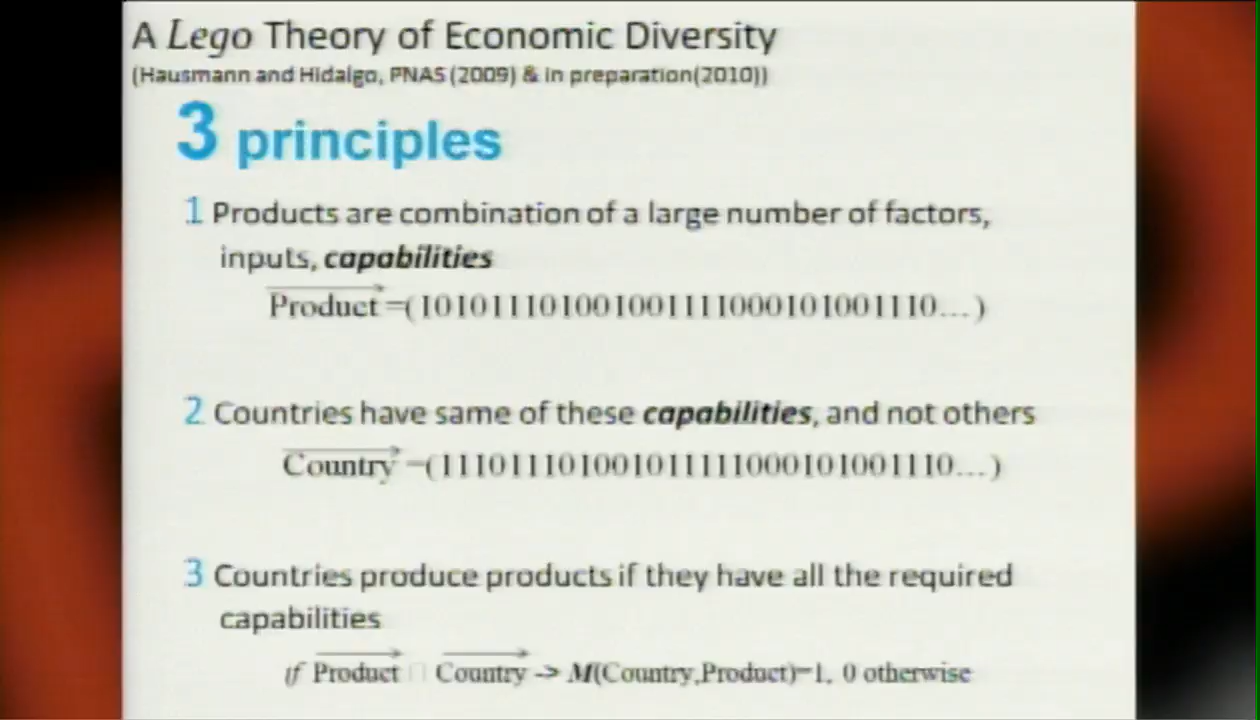 A Lego Theory of Economic Diversity
(Hausmann and Hidalgo, PNAS (2009) & in preparation(2010))
3 principles
1 Products are combination of a large number of factors,
inputs, capabilities
Product =(101011101001001111000101001110...)
2 Countries have same of these capabilities, and not others
Country =(111011101001011111000101001110...)
3 Countries produce products if they have all the required
capabilities
if Product Country -> M(Country,Product)=1, 0 otherwise